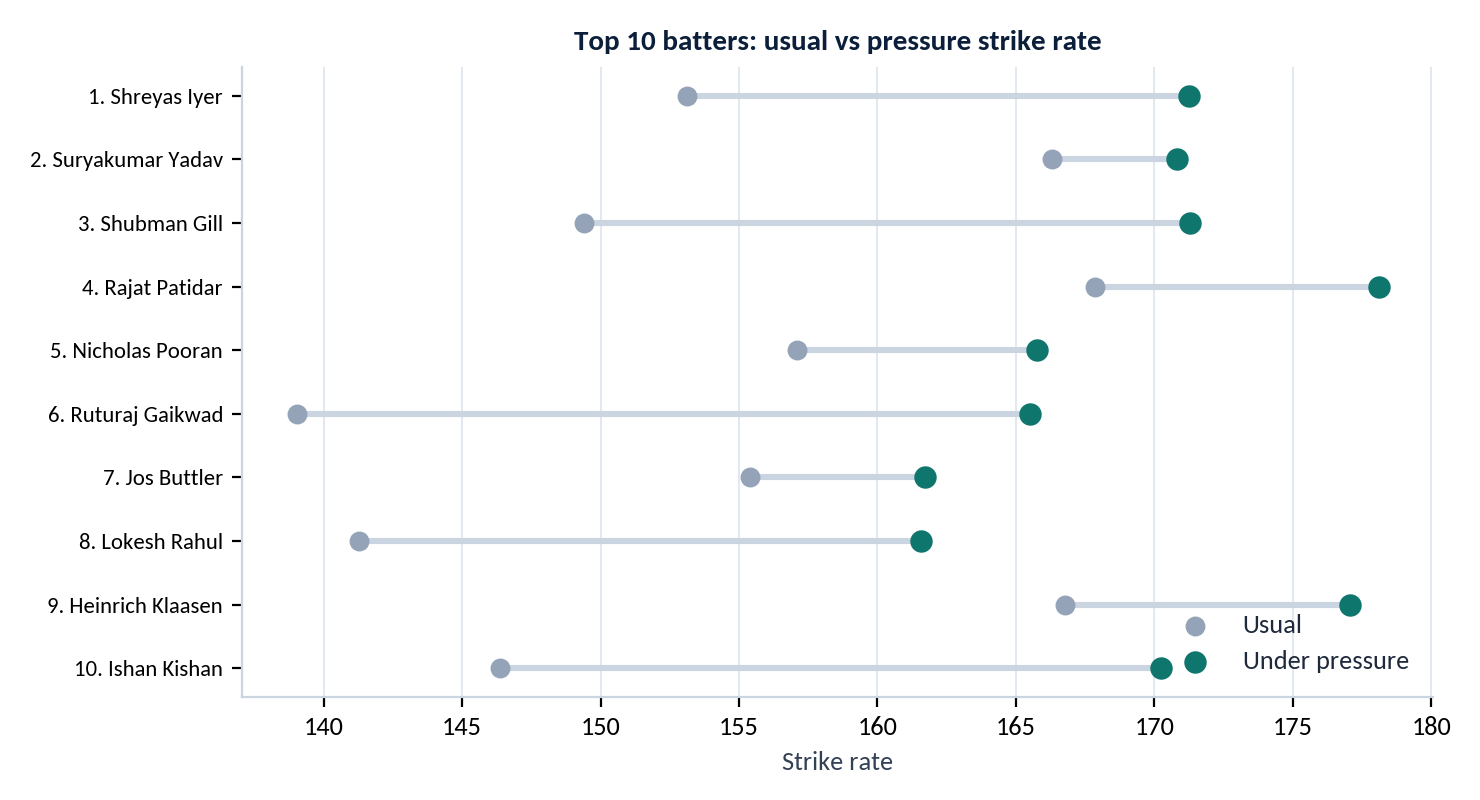 Top 10 batters: usual vs pressure strike rate
1. Shreyas Iyer
2. Suryakumar Yadav
3. Shubman Gill
4. Rajat Patidar
5. Nicholas Pooran
6. Ruturaj Gaikwad
7. Jos Buttler
8. Lokesh Rahul
9. Heinrich Klaasen
10. Ishan Kishan
Usual
Under pressure
140 145 150 155 160 165 170 175 180
Strike rate